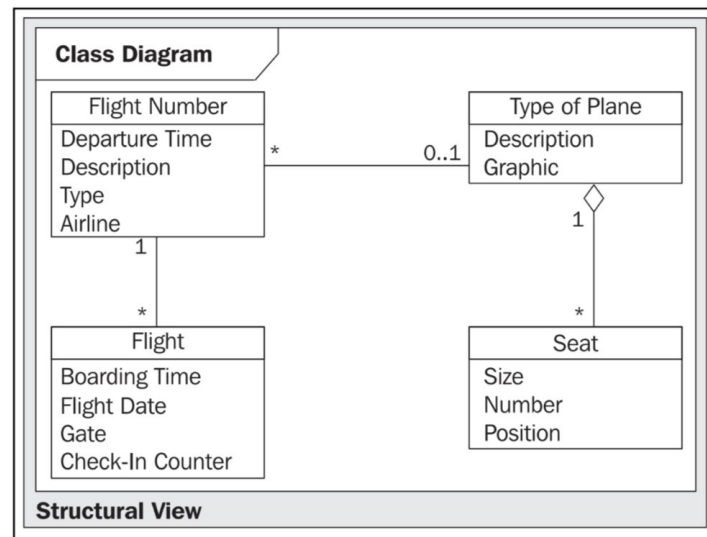 Class Diagram
Flight Number
Departure Time
Description
Type
Airline
Type of Plane
Description
Graphic
*
0..1
1
*
1
*
Flight
Boarding Time
Flight Date
Gate
Check-In Counter
Seat
Size
Number
Position
Structural View